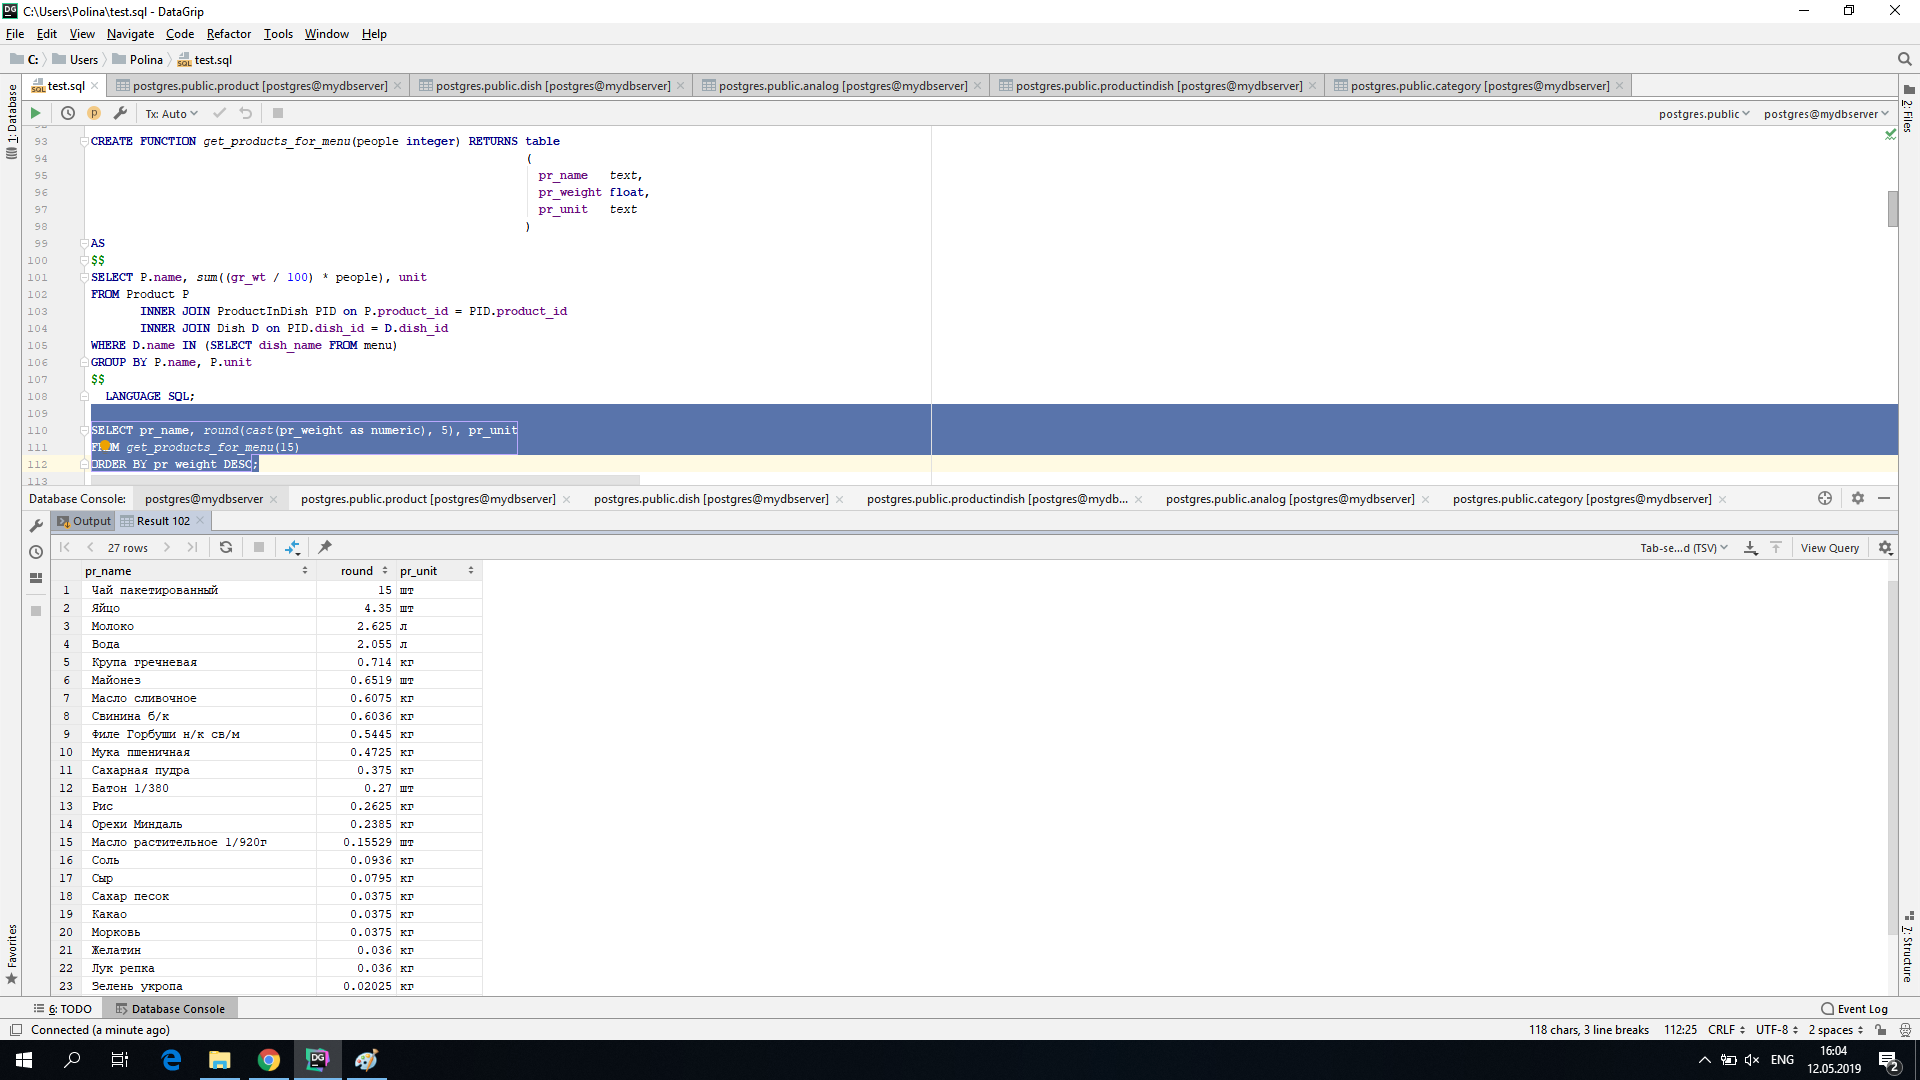 C:\Users\Polina\test.sql - DataGrip
File Edit View Navigate Code Refactor Tools Window Help
C: Users Polina test.sql
test.sql postgres.public.product [postgres@mydbserver] postgres.public.dish [postgres@mydbserver] postgres.public.analog [postgres@mydbserver] postgres.public.productindish [postgres@mydbserver] postgres.public.category [postgres@mydbserver]
Tx: Auto postgres.public postgres@mydbserver
1: Database
2: Files
93 CREATE FUNCTION get_products_for_menu(people integer) RETURNS table
94 (
95 pr_name text,
96 pr_weight float,
97 pr_unit text
98 )
99 AS
100 $$
101 SELECT P.name, sum((gr_wt / 100) * people), unit
102 FROM Product P
103 INNER JOIN ProductInDish PID on P.product_id = PID.product_id
104 INNER JOIN Dish D on PID.dish_id = D.dish_id
105 WHERE D.name IN (SELECT dish_name FROM menu)
106 GROUP BY P.name, P.unit
107 $$
108 LANGUAGE SQL;
109
110 SELECT pr_name, round(cast(pr_weight as numeric), 5), pr_unit
111 FROM get_products_for_menu(15)
112 ORDER BY pr_weight DESC;
113
Database Console: postgres@mydbserver postgres.public.product [postgres@mydbserver] postgres.public.dish [postgres@mydbserver] postgres.public.productindish [postgres@mydb... postgres.public.analog [postgres@mydbserver] postgres.public.category [postgres@mydbserver]
Output Result 102
27 rows Tab-se...d (TSV) View Query
pr_name round pr_unit
1 Чай пакетированный 15 шт
2 Яйцо 4.35 шт
3 Молоко 2.625 л
4 Вода 2.055 л
5 Крупа гречневая 0.714 кг
6 Майонез 0.6519 шт
7 Масло сливочное 0.6075 кг
8 Свинина б/к 0.6036 кг
9 Филе Горбуши н/к св/м 0.5445 кг
10 Мука пшеничная 0.4725 кг
11 Сахарная пудра 0.375 кг
12 Батон 1/380 0.27 шт
13 Рис 0.2625 кг
14 Орехи Миндаль 0.2385 кг
15 Масло растительное 1/920г 0.15529 шт
16 Соль 0.0936 кг
17 Сыр 0.0795 кг
18 Сахар песок 0.0375 кг
19 Какао 0.0375 кг
20 Морковь 0.0375 кг
21 Желатин 0.036 кг
22 Лук репка 0.036 кг
23 Зелень укропа 0.02025 кг
Favorites
7: Structure
6: TODO Database Console Event Log
Connected (a minute ago) 118 chars, 3 line breaks 112:25 CRLF UTF-8 2 spaces
ENG 16:04
12.05.2019 2